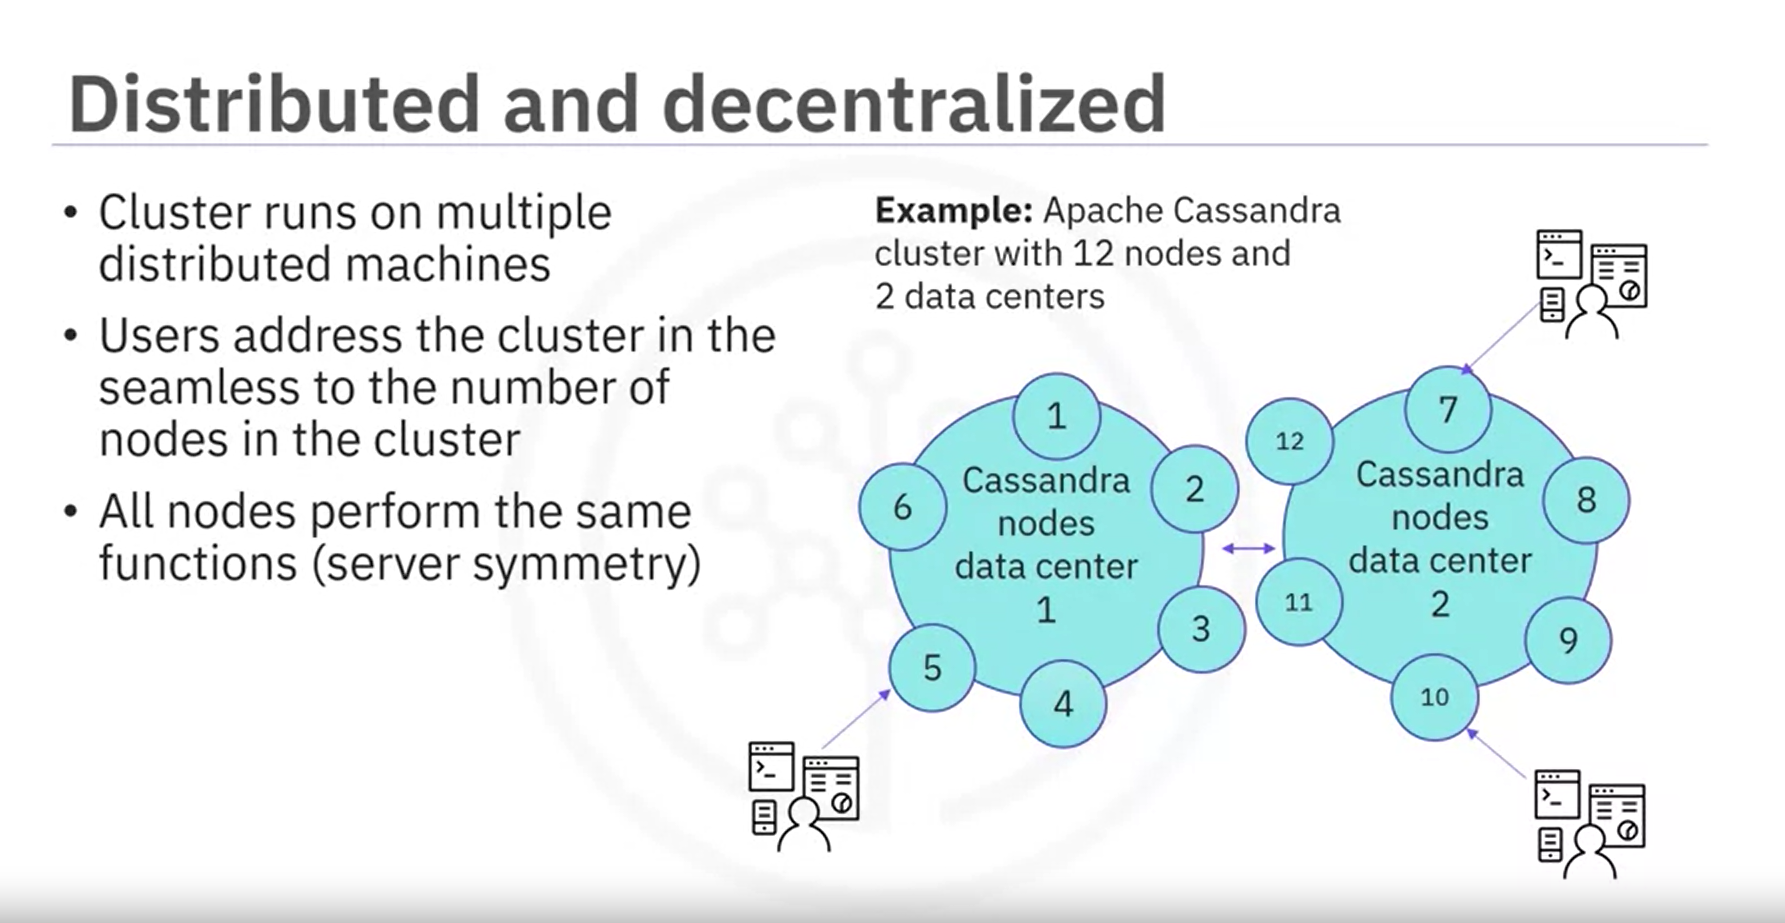 Distributed and decentralized
• Cluster runs on multiple
distributed machines
• Users address the cluster in the
seamless to the number of
nodes in the cluster
• All nodes perform the same
functions (server symmetry)
Example: Apache Cassandra
cluster with 12 nodes and
2 data centers
1
2
3
4
5
6
Cassandra
nodes
data center
1
7
8
9
10
11
12
Cassandra
nodes
data center
2